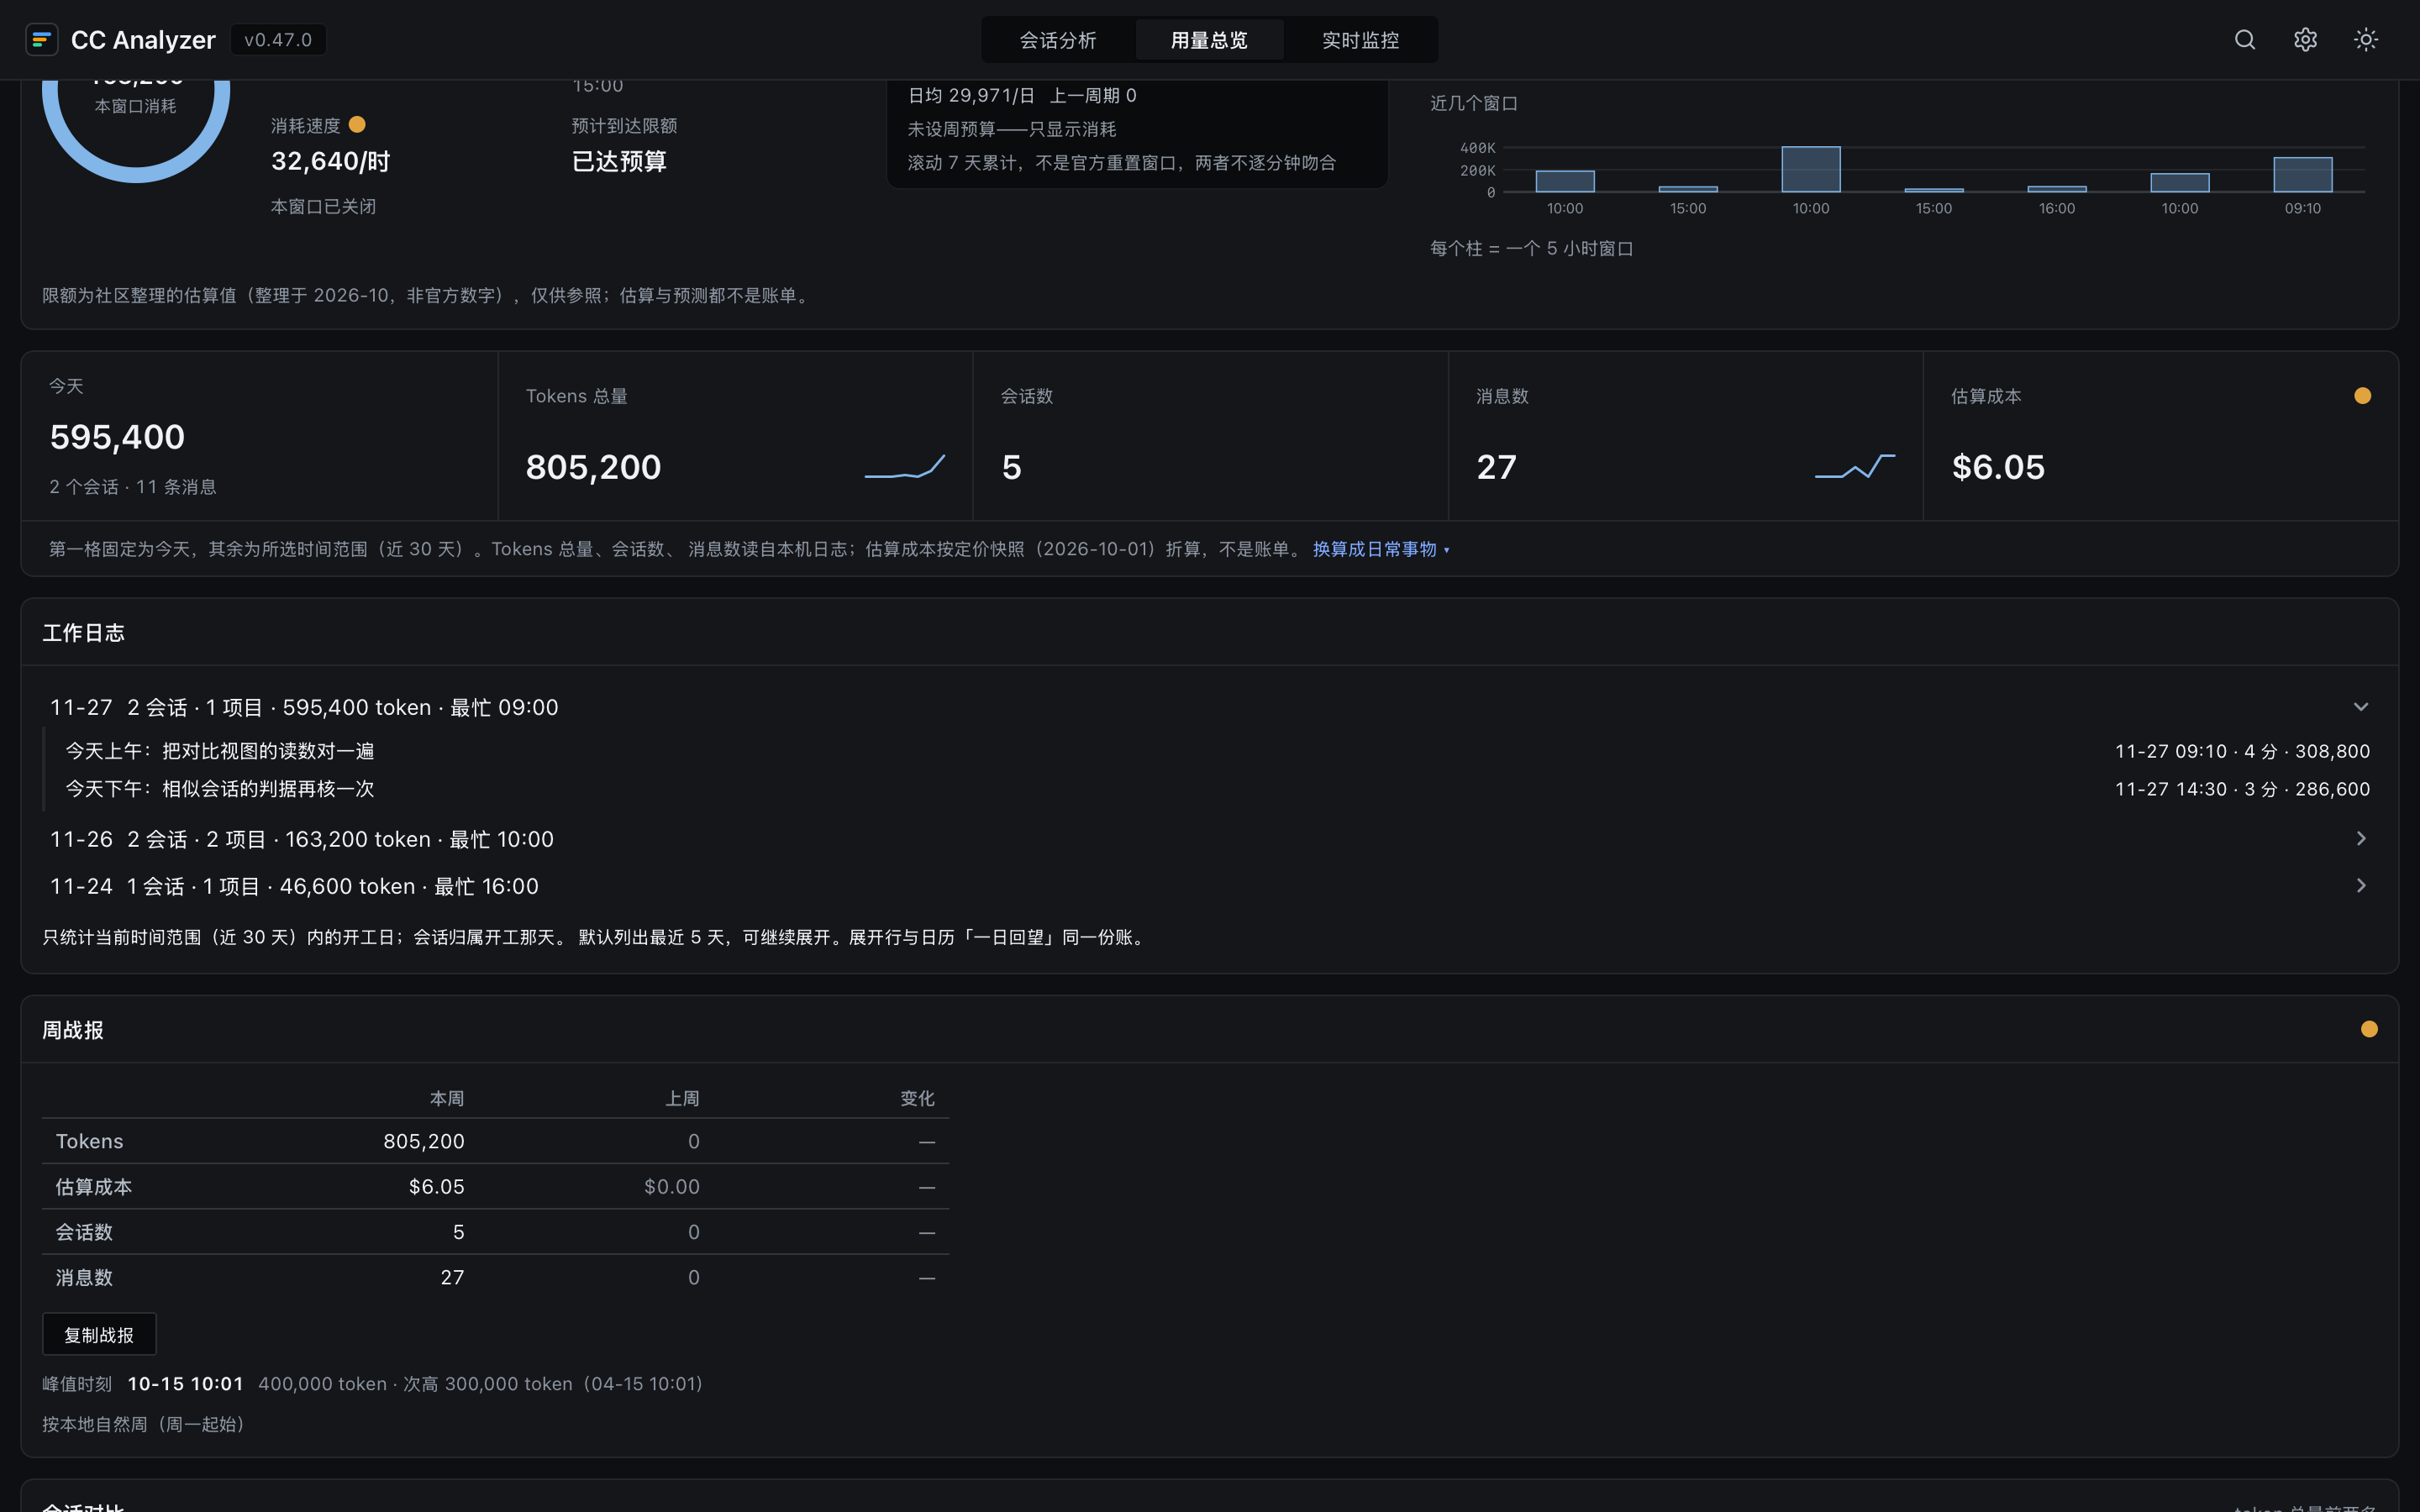 CC Analyzer v0.47.0
会话分析 用量总览 实时监控
本窗口消耗
消耗速度
32,640/时
本窗口已关闭
15:00
预计到达限额
已达预算
日均 29,971/日 上一周期 0
未设周预算——只显示消耗
滚动 7 天累计，不是官方重置窗口，两者不逐分钟吻合
近几个窗口
400K
200K
0
10:00 15:00 10:00 15:00 16:00 10:00 09:10
每个柱 = 一个 5 小时窗口
限额为社区整理的估算值（整理于 2026-10，非官方数字），仅供参照；估算与预测都不是账单。
今天
595,400
2 个会话 · 11 条消息
Tokens 总量
805,200
会话数
5
消息数
27
估算成本
$6.05
第一格固定为今天，其余为所选时间范围（近 30 天）。Tokens 总量、会话数、 消息数读自本机日志；估算成本按定价快照（2026-10-01）折算，不是账单。 换算成日常事物 ▾
工作日志
11-27 2 会话 · 1 项目 · 595,400 token · 最忙 09:00
今天上午：把对比视图的读数对一遍 11-27 09:10 · 4 分 · 308,800
今天下午：相似会话的判据再核一次 11-27 14:30 · 3 分 · 286,600
11-26 2 会话 · 2 项目 · 163,200 token · 最忙 10:00
11-24 1 会话 · 1 项目 · 46,600 token · 最忙 16:00
只统计当前时间范围（近 30 天）内的开工日；会话归属开工那天。 默认列出最近 5 天，可继续展开。展开行与日历「一日回望」同一份账。
周战报
本周 上周 变化
Tokens 805,200 0 —
估算成本 $6.05 $0.00 —
会话数 5 0 —
消息数 27 0 —
复制战报
峰值时刻 10-15 10:01 400,000 token · 次高 300,000 token（04-15 10:01）
按本地自然周（周一起始）